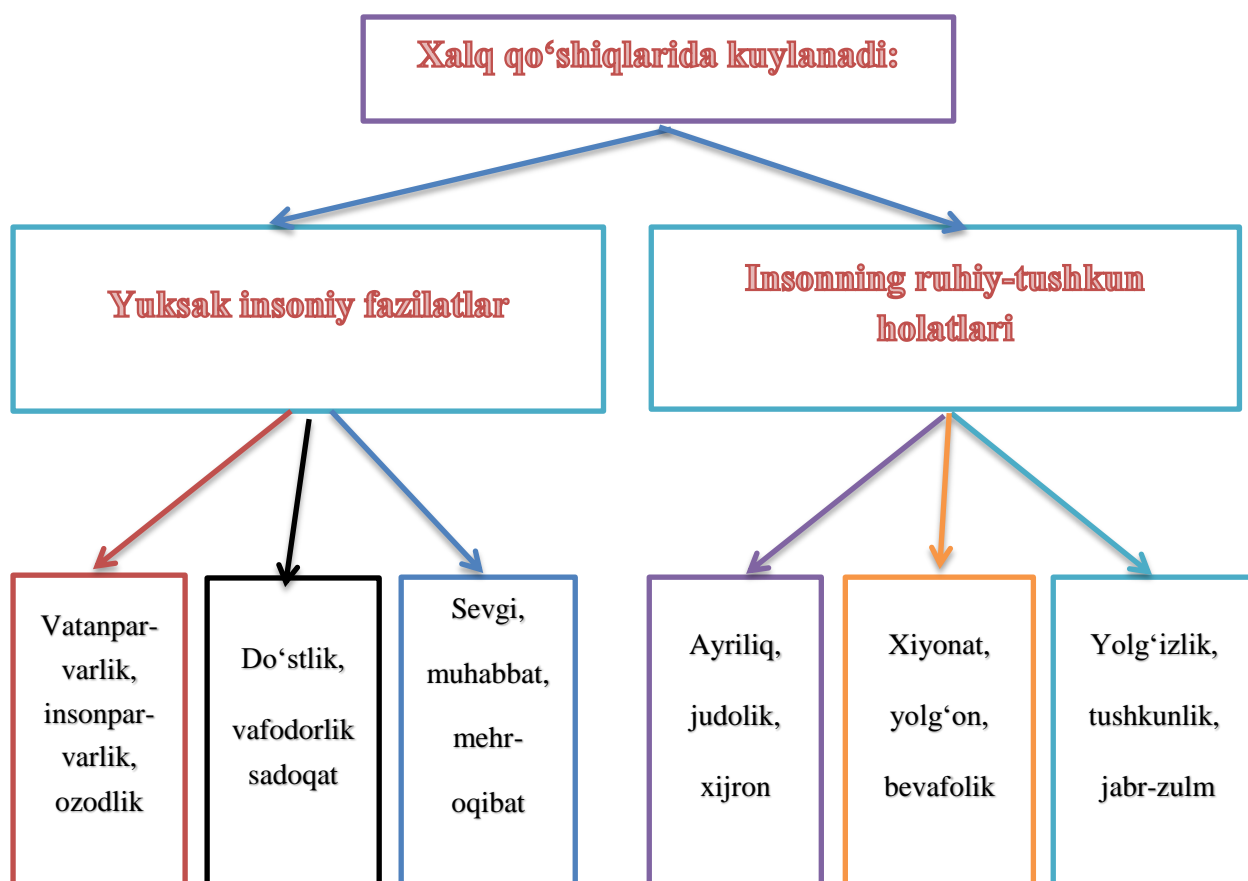 Xalq qo‘shiqlarida kuylanadi:
Yuksak insoniy fazilatlar
Insonning ruhiy-tushkun
holatlari
Vatanpar-
varlik,
insonpar-
varlik,
ozodlik
Do‘stlik,
vafodorlik
sadoqat
Sevgi,
muhabbat,
mehr-
oqibat
Ayriliq,
judolik,
xijron
Xiyonat,
yolg‘on,
bevafolik
Yolg‘izlik,
tushkunlik,
jabr-zulm